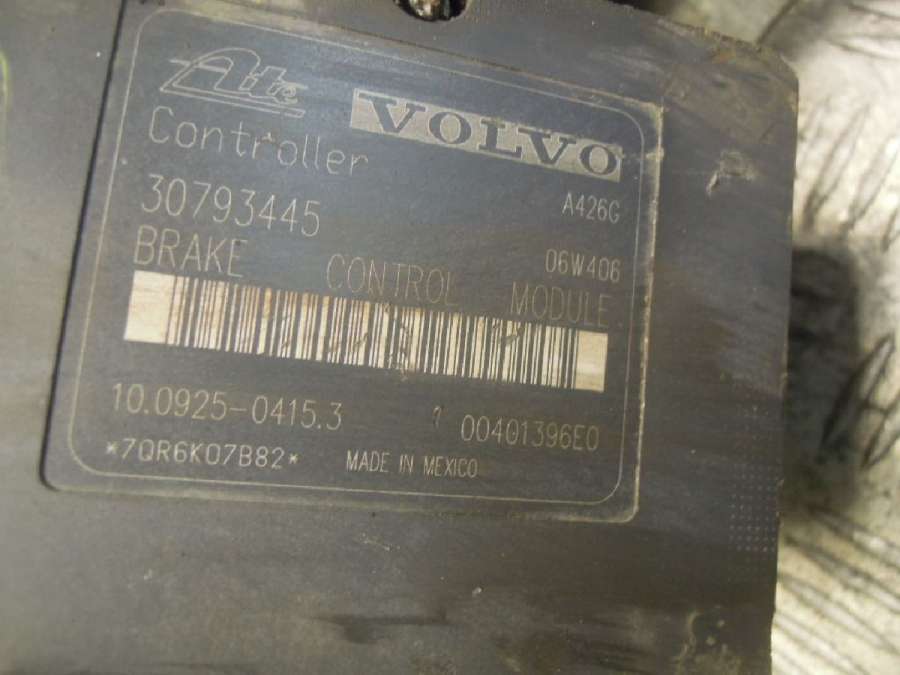 Ate VOLVO
Controller
30793445 A426G
BRAKE CONTROL MODULE
06W406
10.0925-0415.3 00401396E0
*7QR6K07B82* MADE IN MEXICO